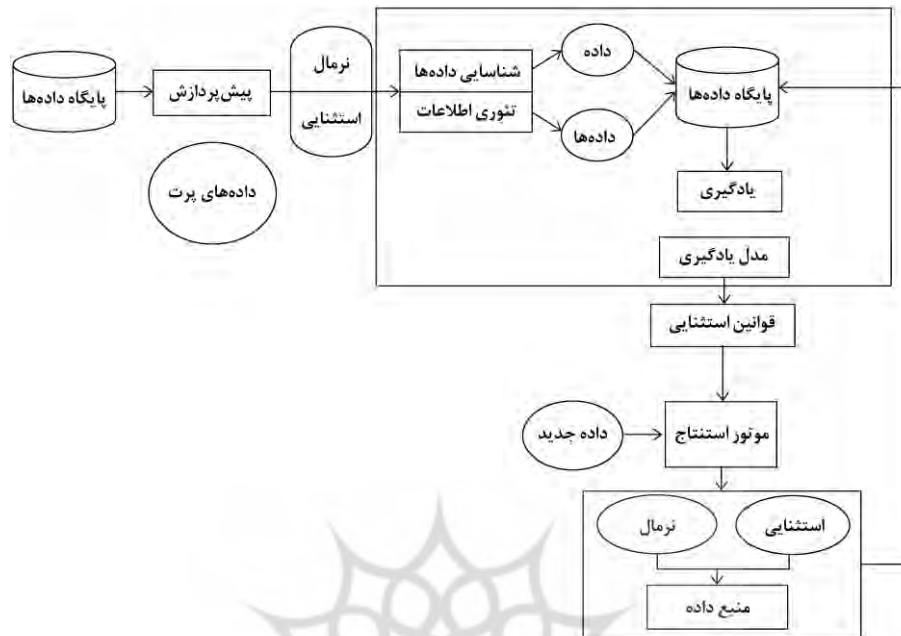 پایگاه داده‌ها
پیش‌پردازش
داده‌های پرت
نرمال
استثنایی
شناسایی داده‌ها
تئوری اطلاعات
داده
داده‌ها
پایگاه داده‌ها
یادگیری
مدل یادگیری
قوانین استثنایی
داده جدید
موتور استنتاج
استثنایی
نرمال
منبع داده